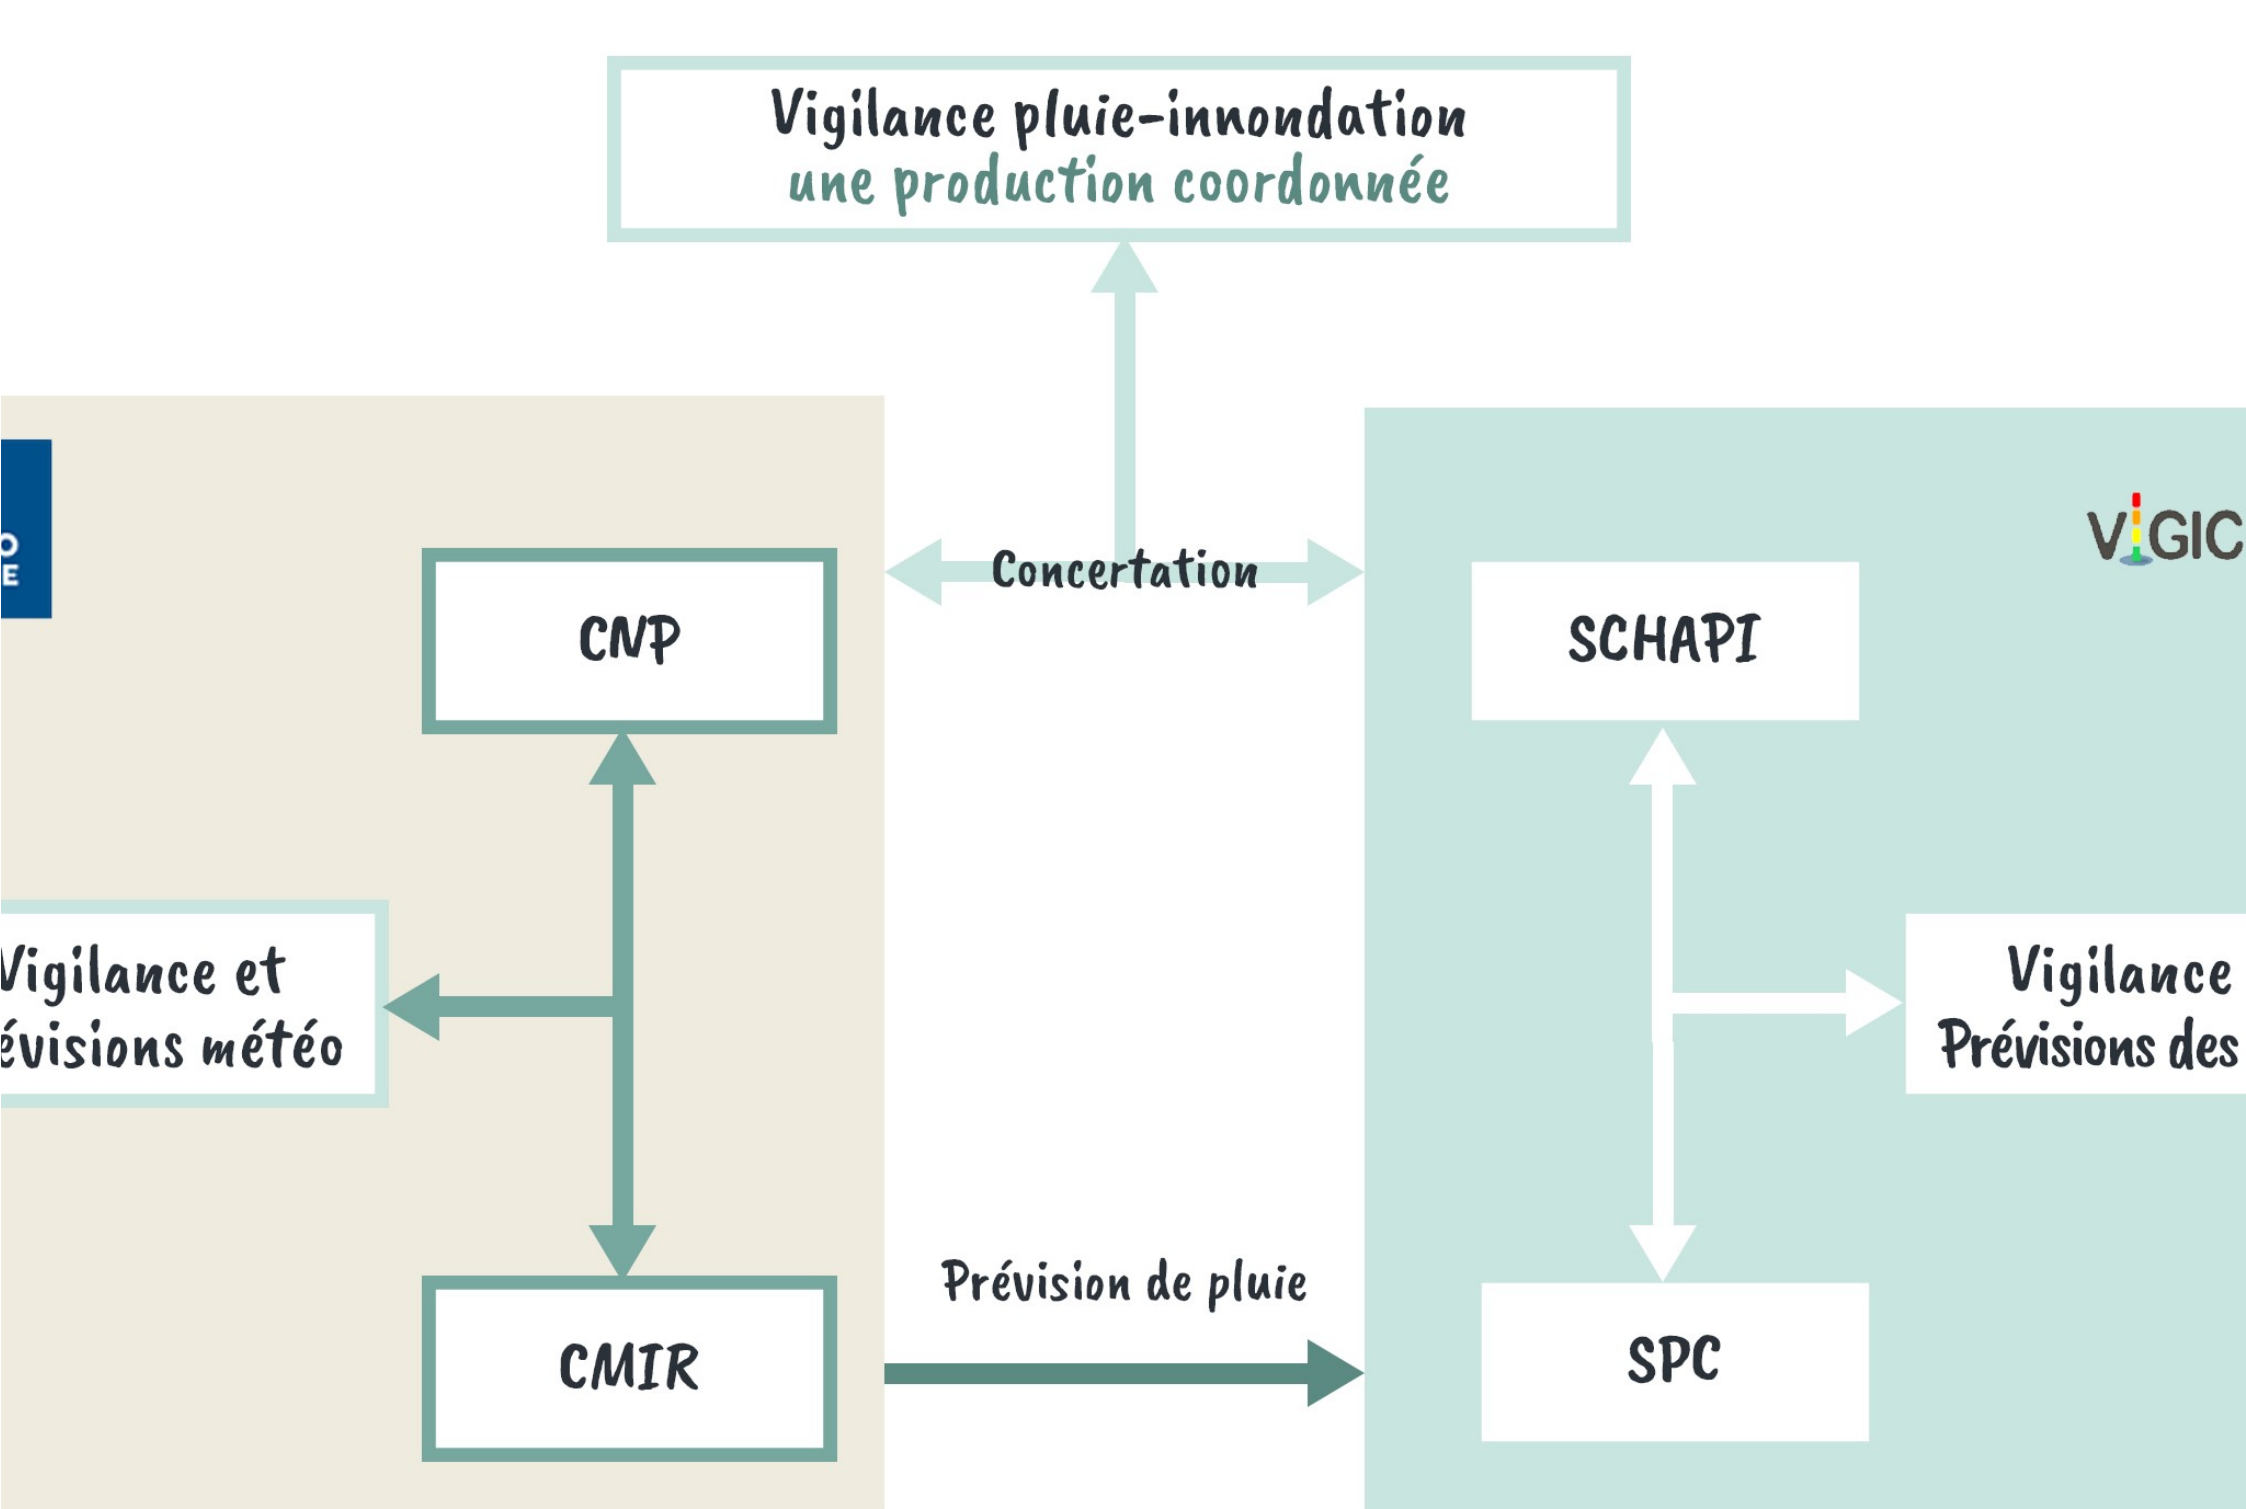 Vigilance pluie-innondation
une production coordonnée
O
E
VIGIC
Concertation
CNP
SCHAPI
Vigilance et
évisions météo
Vigilance
Prévisions des
Prévision de pluie
CMIR
SPC